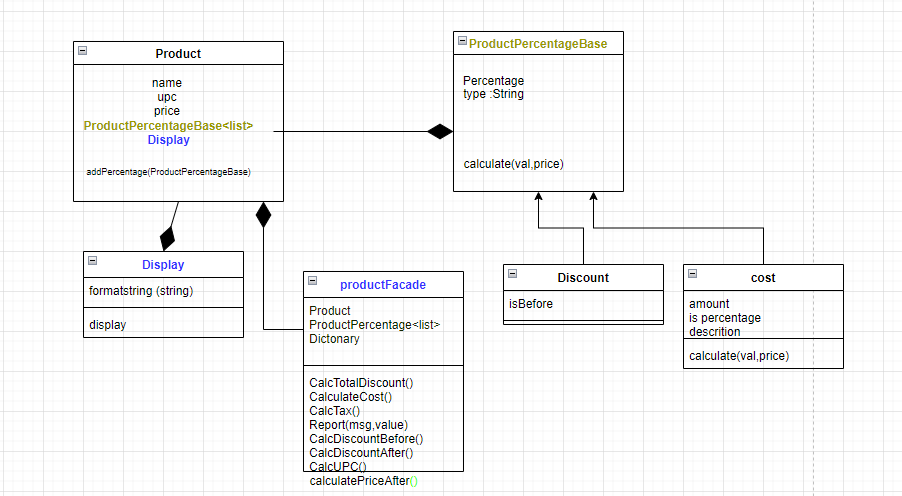 Product
name
upc
price
ProductPercentageBase<list>
Display
addPercentage(ProductPercentageBase)
ProductPercentageBase
Percentage
type :String
calculate(val,price)
Display
formatstring (string)
display
productFacade
Product
ProductPercentage<list>
Dictonary
CalcTotalDiscount()
CalculateCost()
CalcTax()
Report(msg,value)
CalcDiscountBefore()
CalcDiscountAfter()
CalcUPC()
calculatePriceAfter()
Discount
isBefore
cost
amount
is percentage
descrition
calculate(val,price)